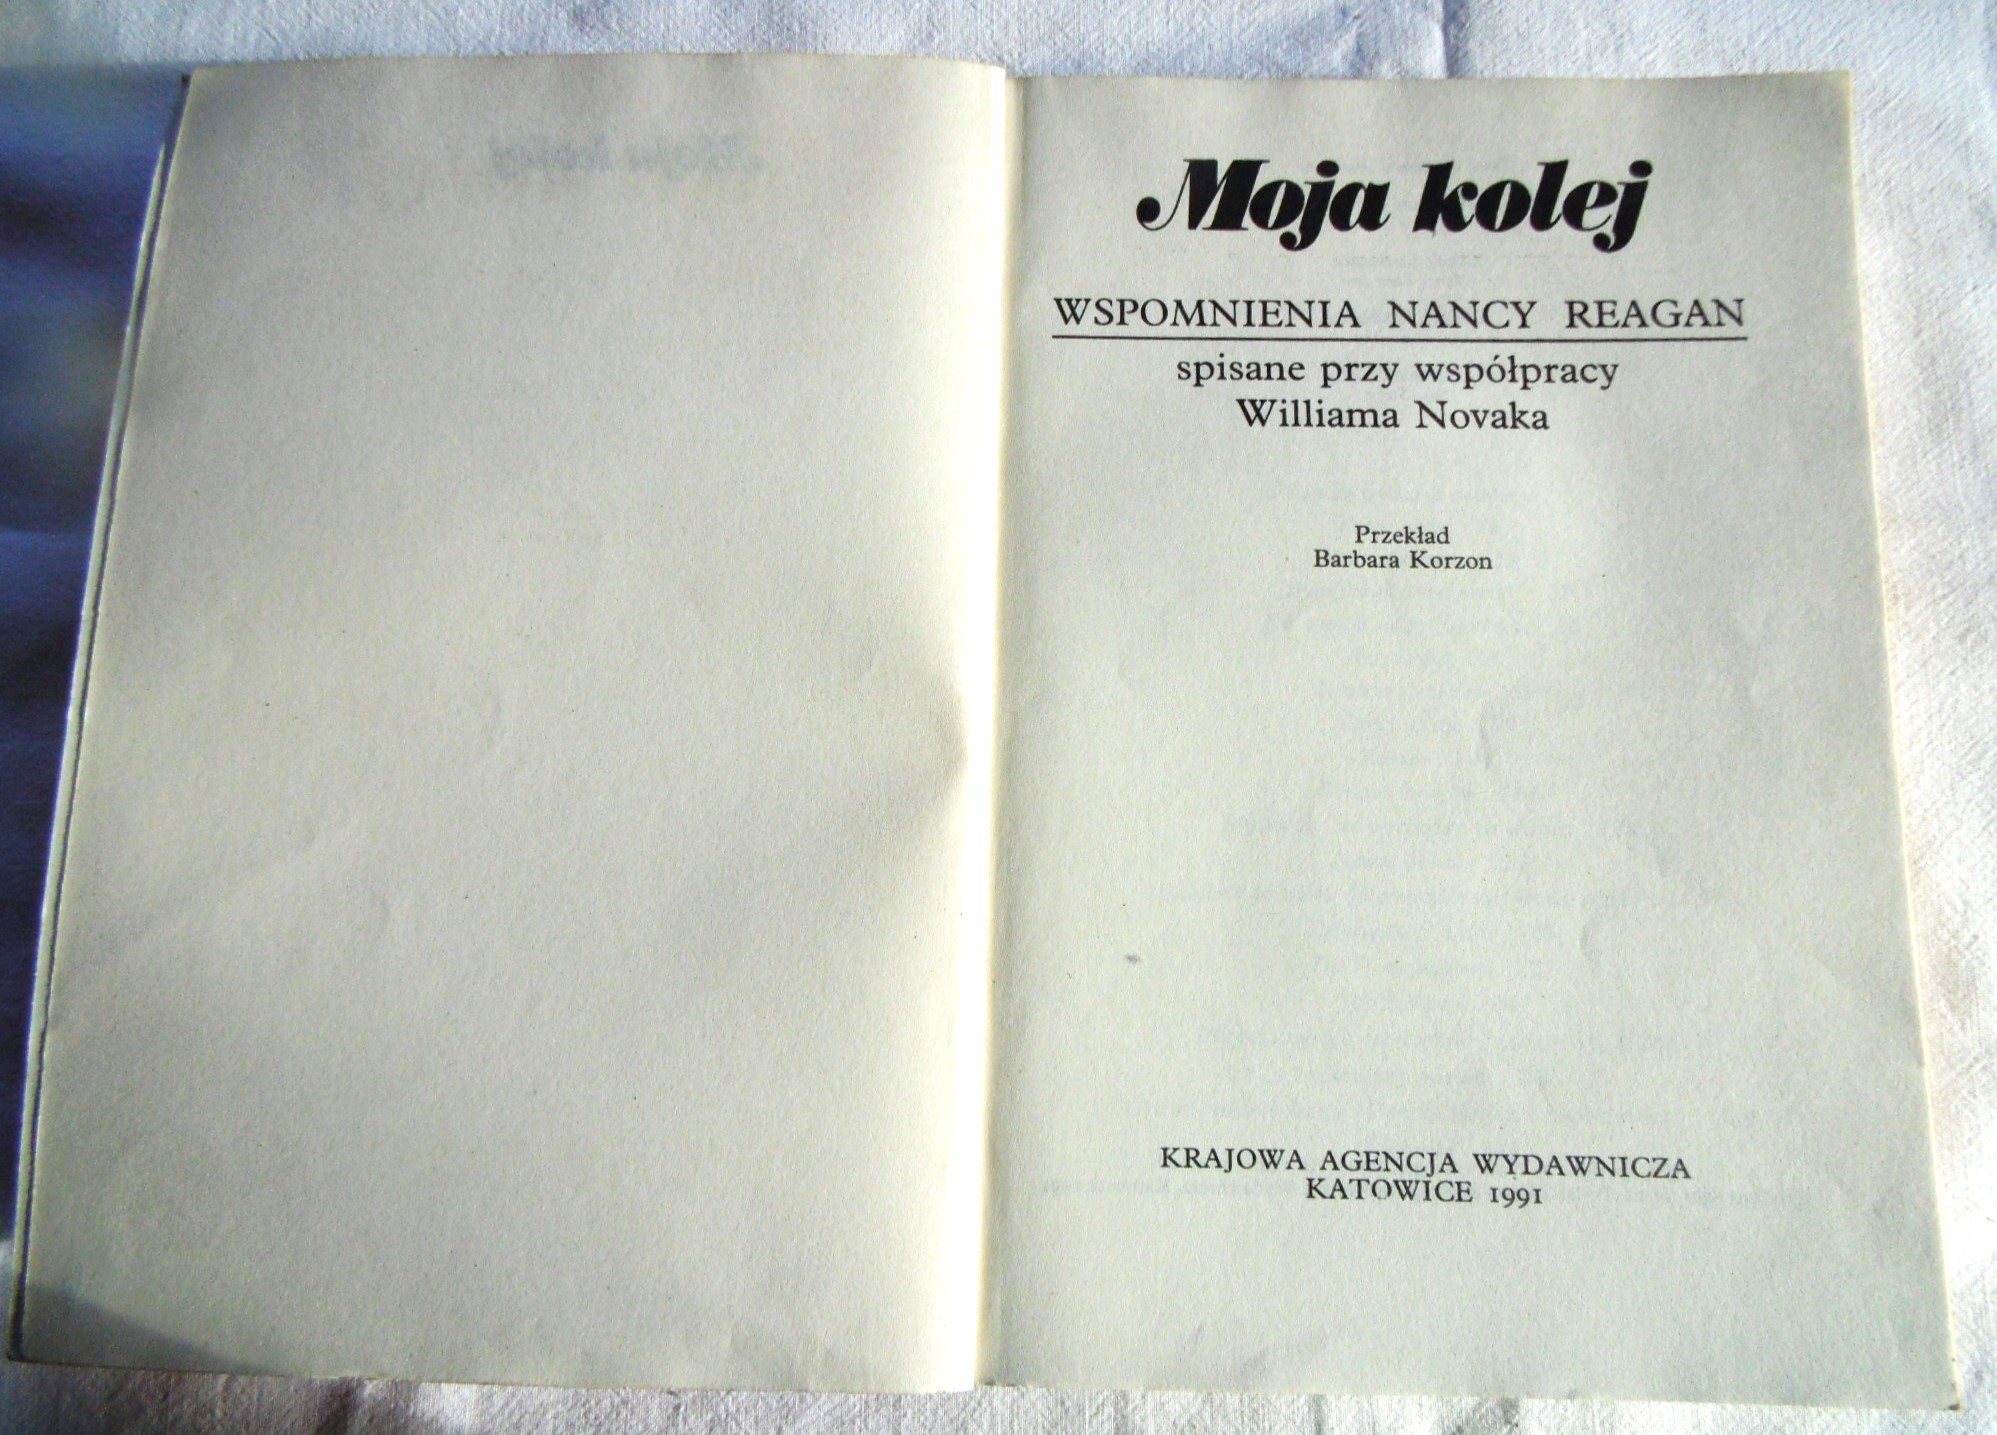 Moja kolej
WSPOMNIENIA NANCY REAGAN
spisane przy współpracy
Williama Novaka
Przekład
Barbara Korzon
KRAJOWA AGENCJA WYDAWNICZA
KATOWICE 1991